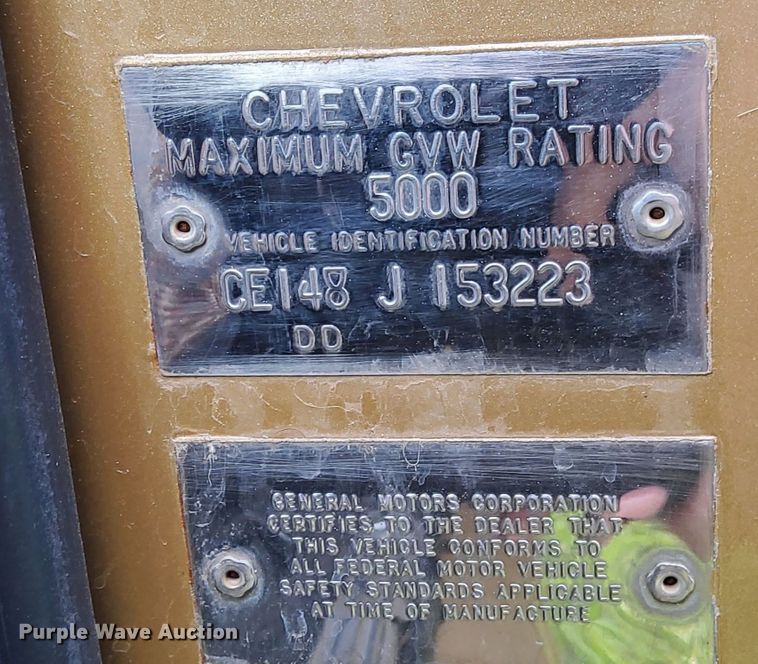 CHEVROLET
MAXIMUM GVW RATING
5000
VEHICLE IDENTIFICATION NUMBER
CE148 J 153223
DD
GENERAL MOTORS CORPORATION
CERTIFIES TO THE DEALER THAT
THIS VEHICLE CONFORMS TO
ALL FEDERAL MOTOR VEHICLE
SAFETY STANDARDS APPLICABLE
AT TIME OF MANUFACTURE
Purple Wave Auction